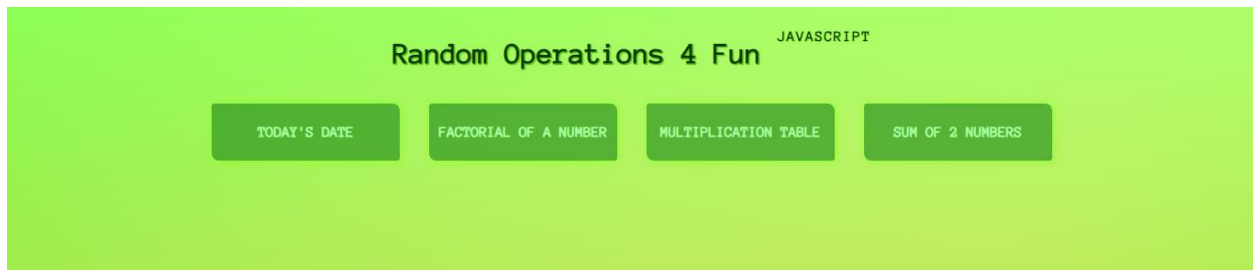 Random Operations 4 Fun JAVASCRIPT
TODAY'S DATE
FACTORIAL OF A NUMBER
MULTIPLICATION TABLE
SUM OF 2 NUMBERS